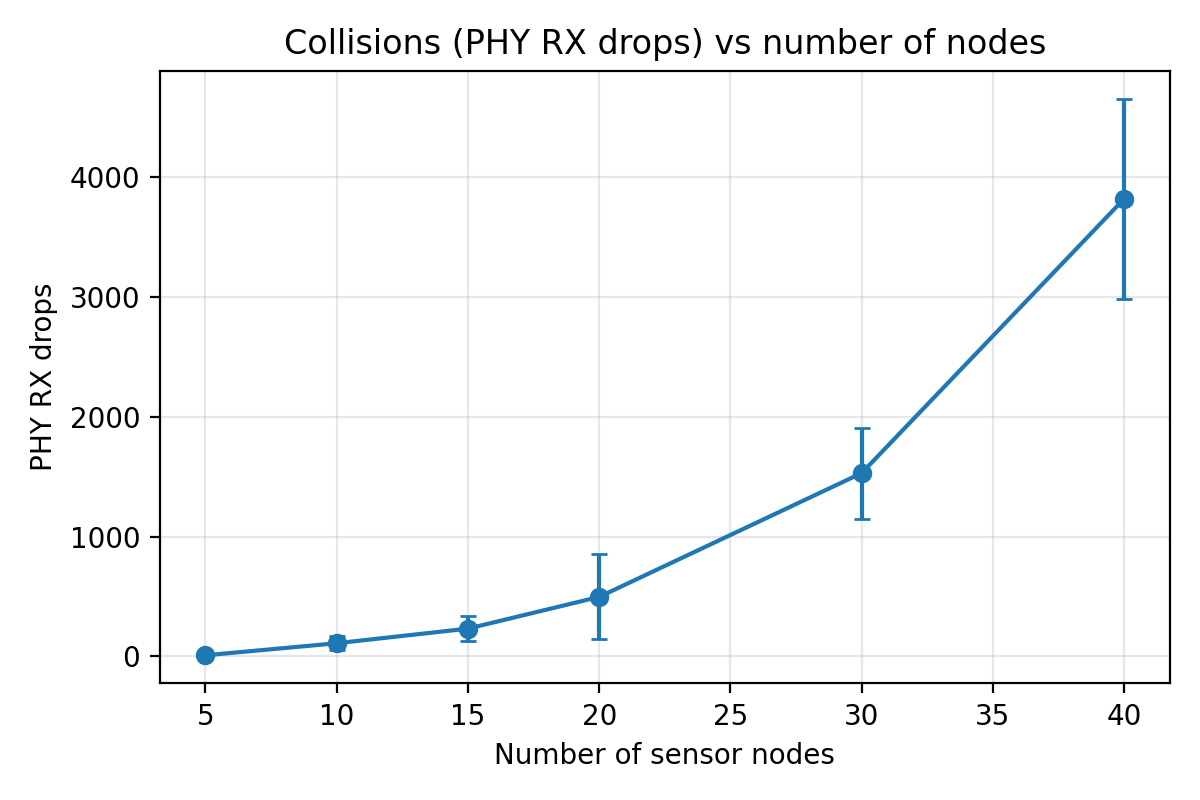 Collisions (PHY RX drops) vs number of nodes
PHY RX drops
4000
3000
2000
1000
0
5 10 15 20 25 30 35 40
Number of sensor nodes